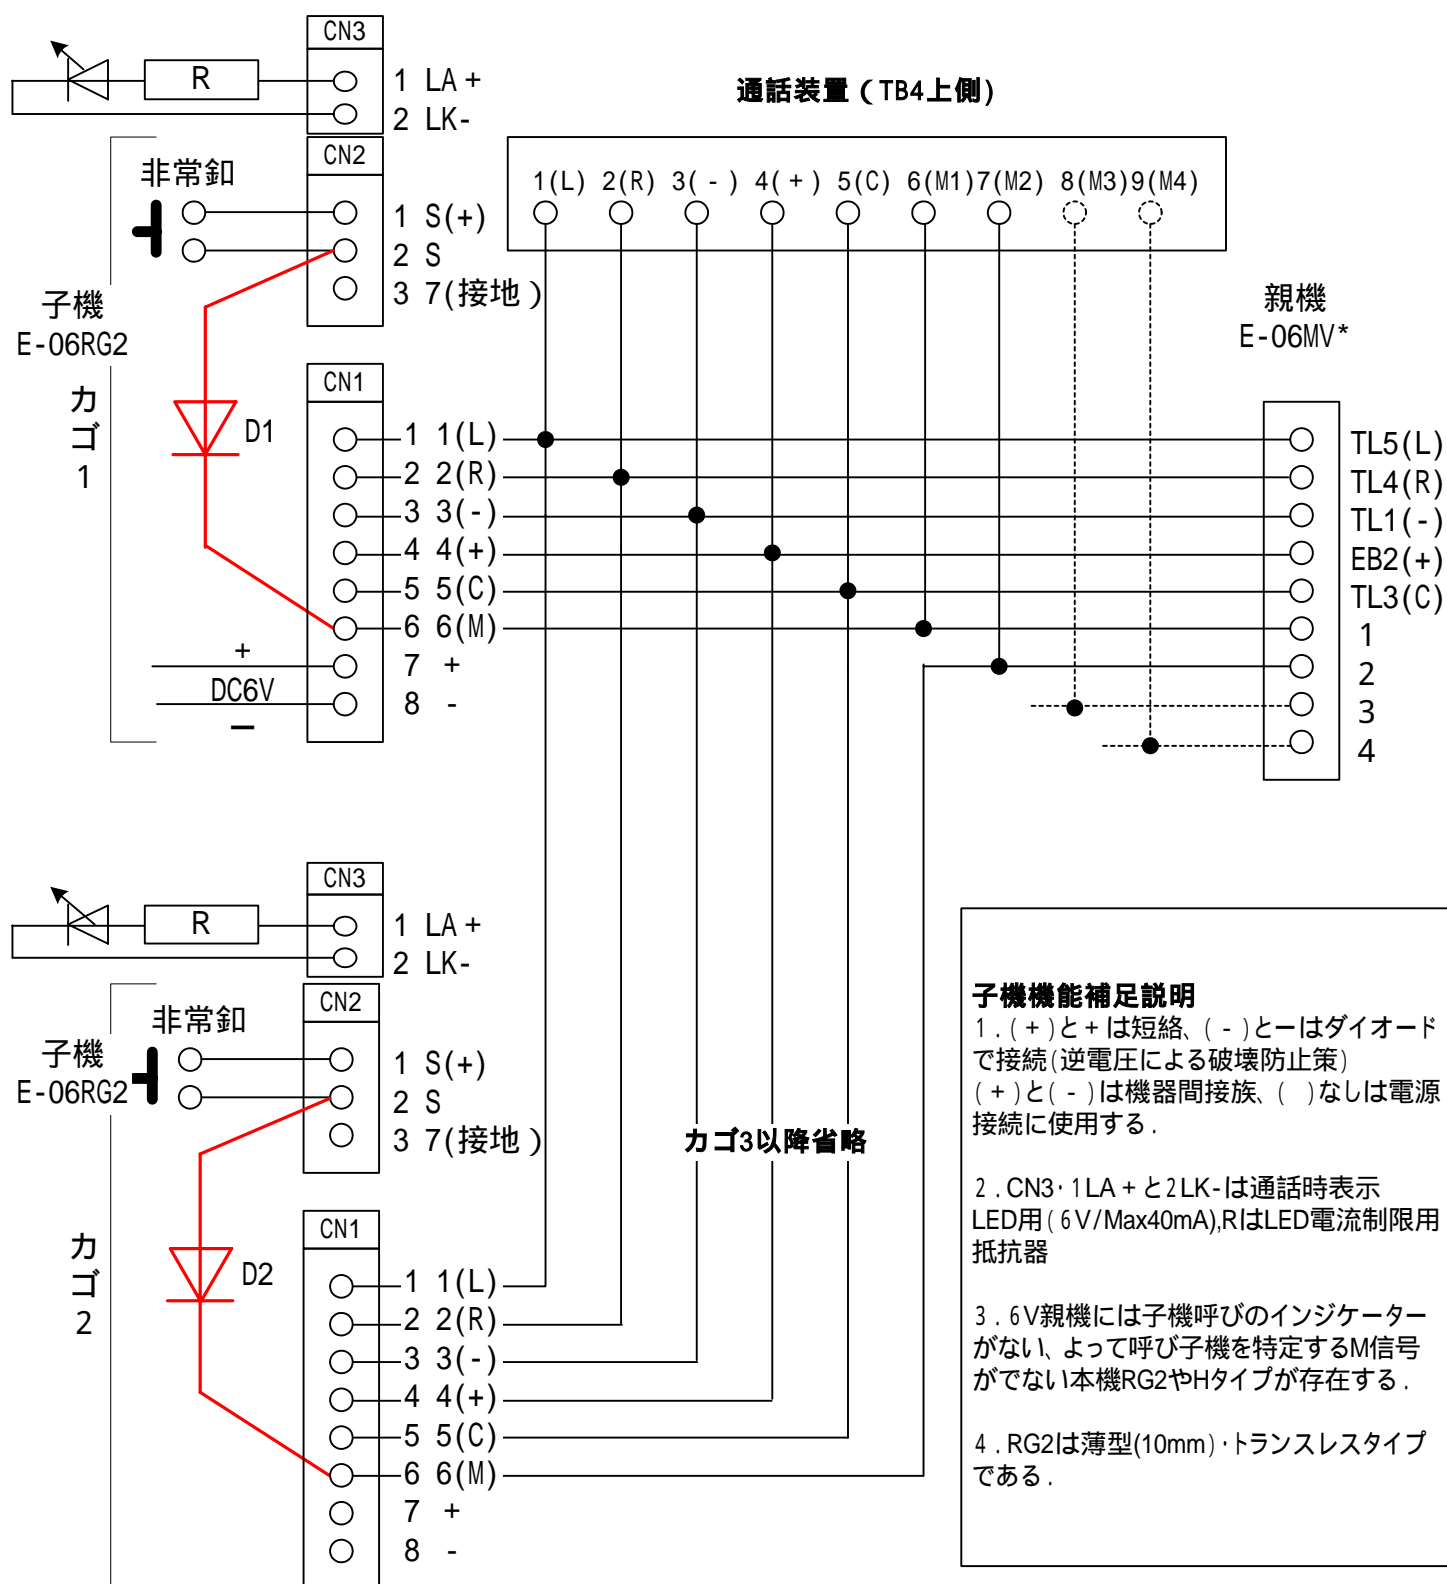 CN3
R
1 LA+
2 LK-
通話装置（TB4上側)
CN2
非常釦
1 S(+)
2 S
3 7(接地)
1(L) 2(R) 3(-) 4(+) 5(C) 6(M1) 7(M2) 8(M3) 9(M4)
子機
E-06RG2
カゴ1
親機
E-06MV*
CN1
D1
1 1(L)
2 2(R)
3 3(-)
4 4(+)
5 5(C)
6 6(M)
7 +
8 -
+
DC6V
ー
TL5(L)
TL4(R)
TL1(-)
EB2(+)
TL3(C)
1
2
3
4
CN3
R
1 LA+
2 LK-
CN2
非常釦
1 S(+)
2 S
3 7(接地)
子機
E-06RG2
カゴ2
カゴ3以降省略
CN1
D2
1 1(L)
2 2(R)
3 3(-)
4 4(+)
5 5(C)
6 6(M)
7 +
8 -
子機機能補足説明
1.(+)と+は短絡、(-)とーはダイオード
で接続(逆電圧による破壊防止策)
(+)と(-)は機器間接族、( )なしは電源
接続に使用する.
2.CN3・1LA+と2LK-は通話時表示
LED用(6V/Max40mA),RはLED電流制限用
抵抗器
3.6V親機には子機呼びのインジケーター
がない、よって呼び子機を特定するM信号
がでない本機RG2やHタイプが存在する.
4.RG2は薄型(10mm)・トランスレスタイプ
である.